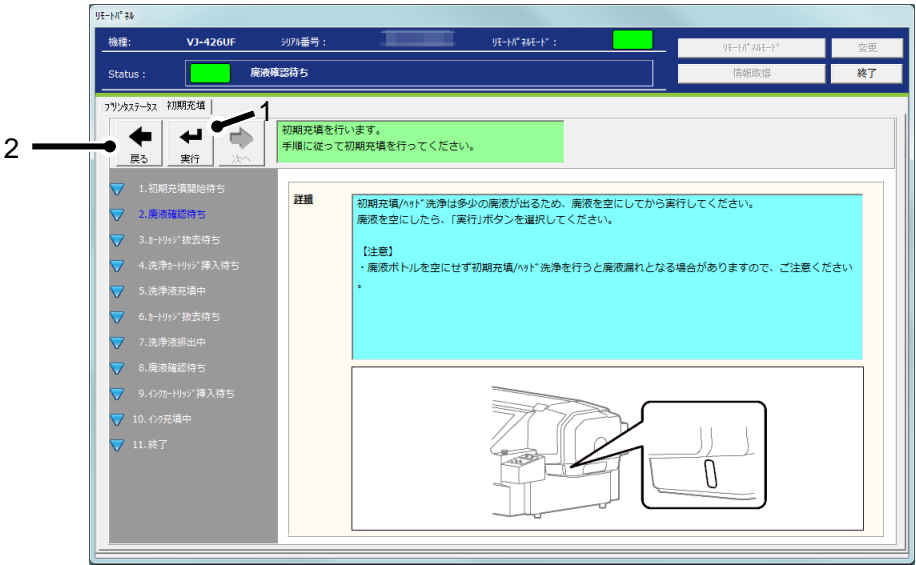 リモートパネル
機種: VJ-426UF シリアル番号: リモートパネルモード:
リモートパネルモード 変更
Status: 廃液確認待ち
情報取得 終了
プリンタステータス 初期充填
1
2
戻る 実行 次へ
初期充填を行います。
手順に従って初期充填を行ってください。
1.初期充填開始待ち
2.廃液確認待ち
3.カートリッジ抜去待ち
4.洗浄カートリッジ挿入待ち
5.洗浄液充填中
6.カートリッジ抜去待ち
7.洗浄液排出中
8.廃液確認待ち
9.インクカートリッジ挿入待ち
10.インク充填中
11.終了
詳細
初期充填/ヘッド洗浄は多少の廃液が出るため、廃液を空にしてから実行してください。
廃液を空にしたら、「実行」ボタンを選択してください。
【注意】
・廃液ボトルを空にせず初期充填/ヘッド洗浄を行うと廃液漏れとなる場合がありますので、ご注意ください
。